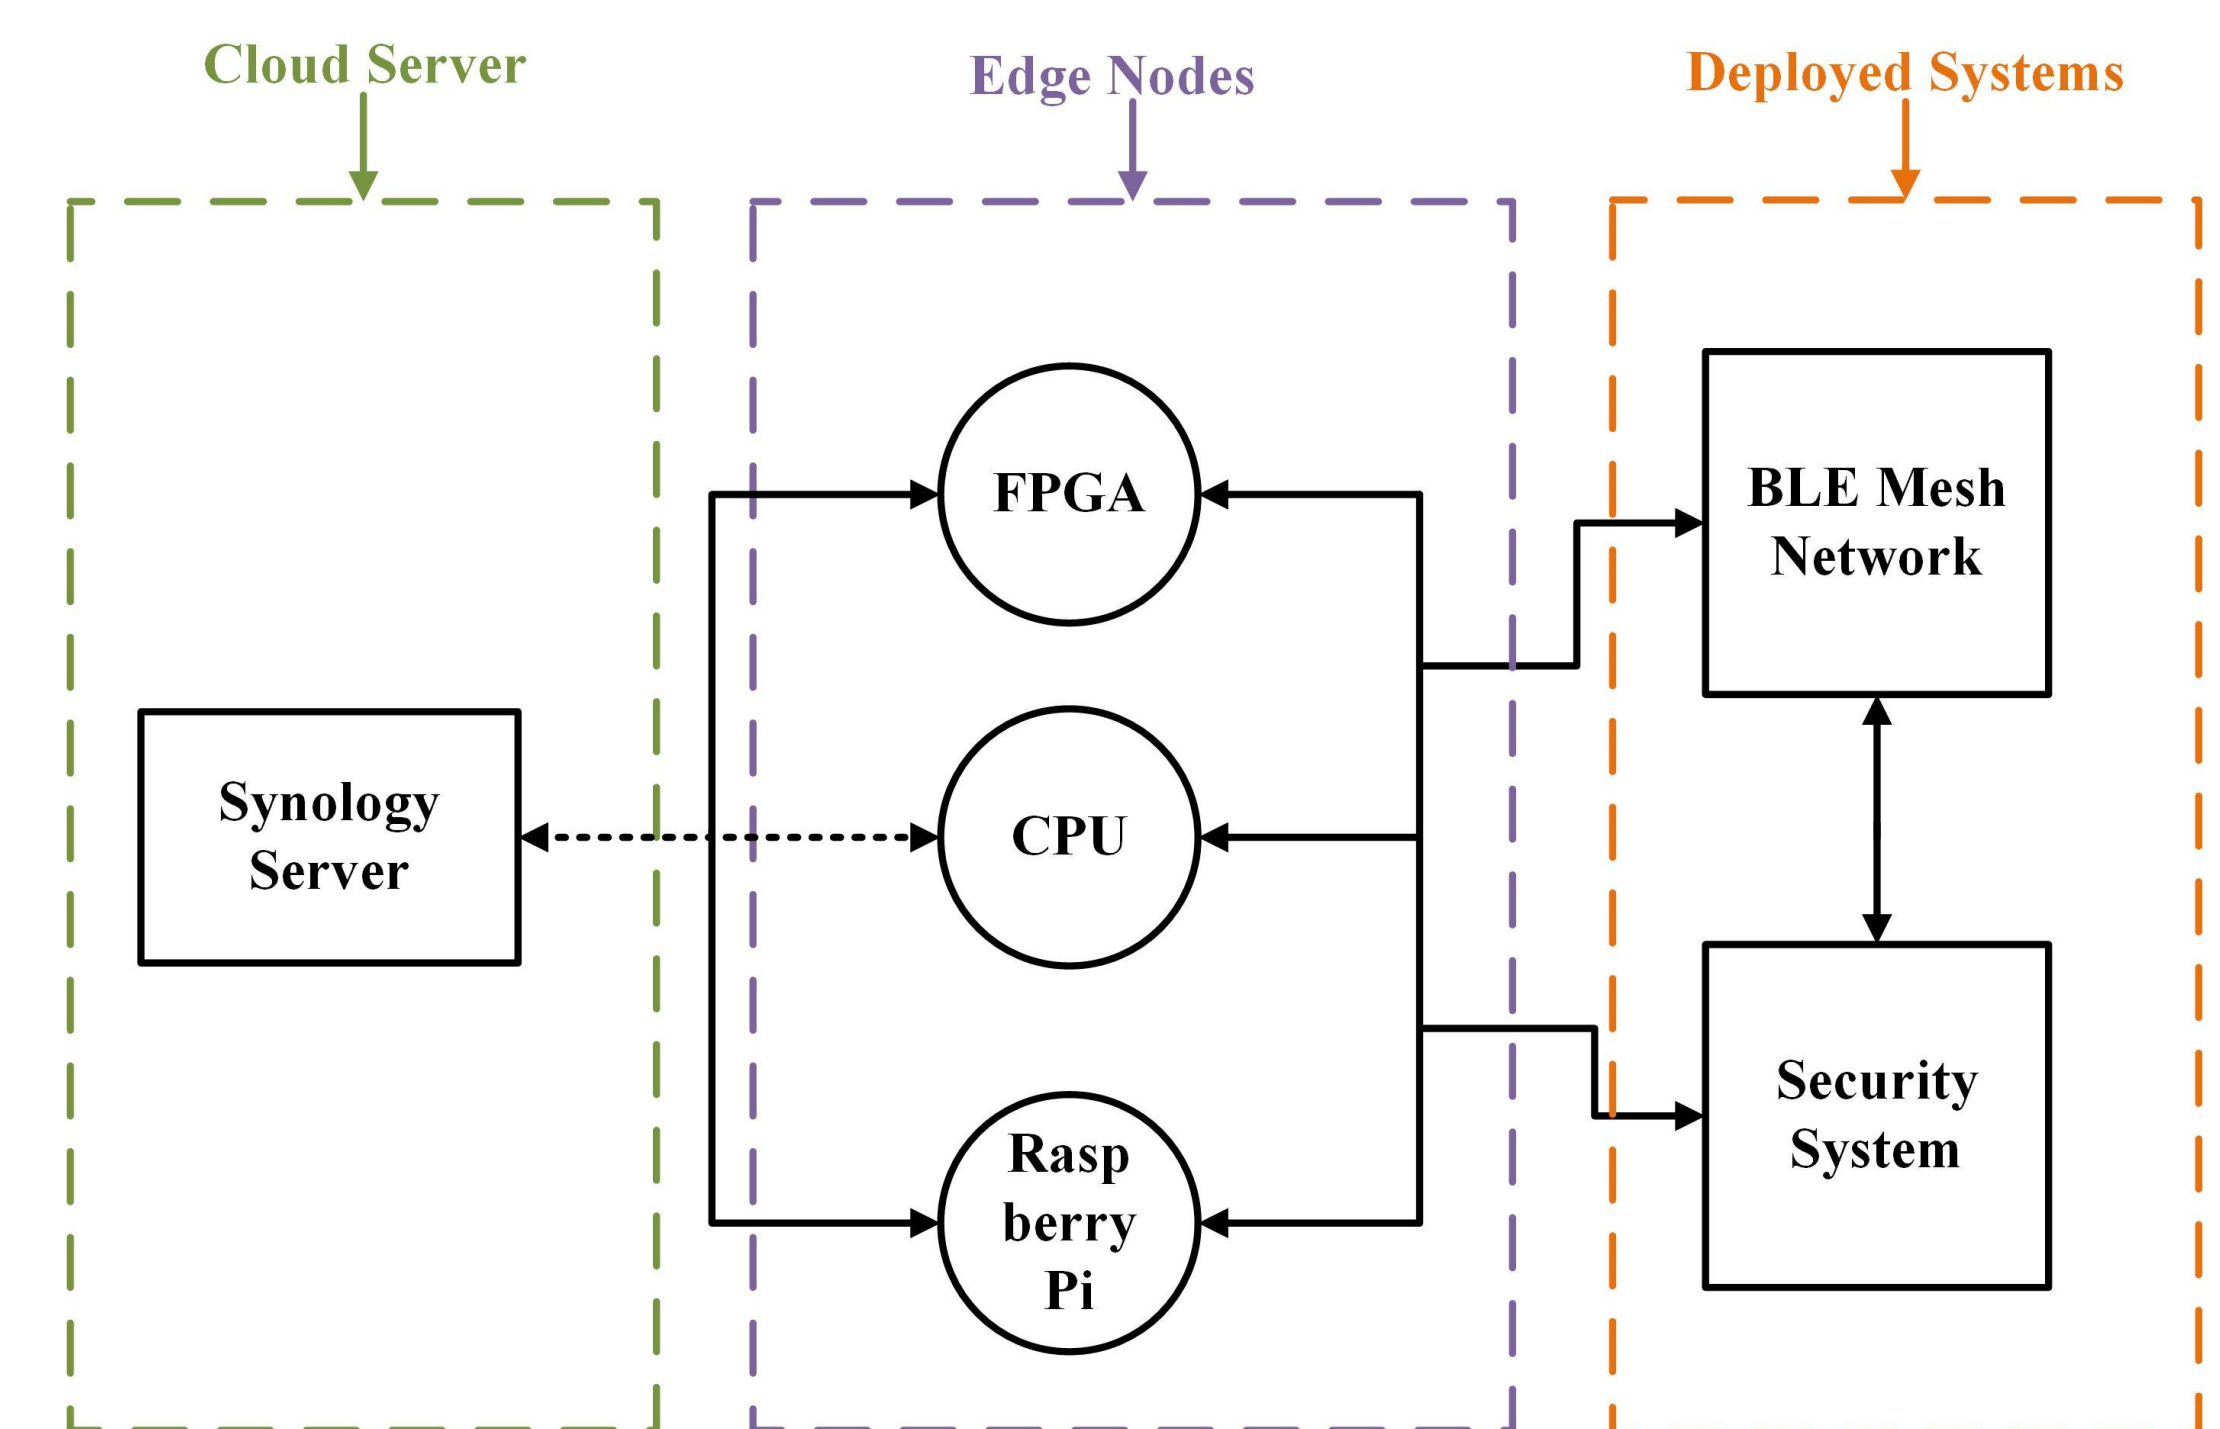 Cloud Server
Edge Nodes
Deployed Systems
FPGA
BLE Mesh
Network
Synology
Server
CPU
Security
System
Rasp
berry
Pi